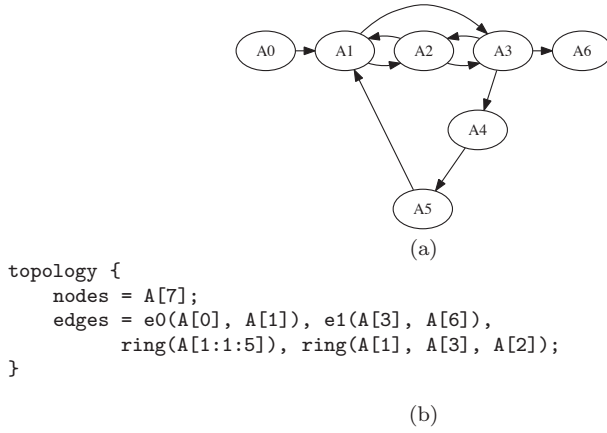 A0 A1 A2 A3 A6
A4
A5
(a)
topology {
    nodes = A[7];
    edges = e0(A[0], A[1]), e1(A[3], A[6]),
            ring(A[1:1:5]), ring(A[1], A[3], A[2]);
}
(b)